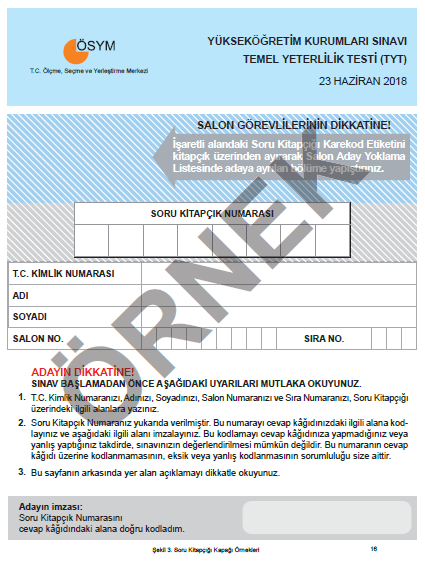 ÖSYM
T.C. Ölçme, Seçme ve Yerleştirme Merkezi
YÜKSEKÖĞRETİM KURUMLARI SINAVI
TEMEL YETERLİLİK TESTİ (TYT)
23 HAZİRAN 2018
SALON GÖREVLİLERİNİN DİKKATİNE!
İşaretli alandaki Soru Kitapçığı Karekod Etiketini
kitapçık üzerinden ayırarak Salon Aday Yoklama
Listesinde adaya ayrılan bölüme yapıştırınız.
SORU KİTAPÇIK NUMARASI
T.C. KİMLİK NUMARASI
ADI
SOYADI
SALON NO.
SIRA NO.
ÖRNEK
ADAYIN DİKKATİNE!
SINAV BAŞLAMADAN ÖNCE AŞAĞIDAKİ UYARILARI MUTLAKA OKUYUNUZ.
1. T.C. Kimlik Numaranızı, Adınızı, Soyadınızı, Salon Numaranızı ve Sıra Numaranızı, Soru Kitapçığı
üzerindeki ilgili alanlara yazınız.
2. Soru Kitapçık Numaranız yukarıda verilmiştir. Bu numarayı cevap kâğıdınızdaki ilgili alana kod-
layınız ve aşağıdaki ilgili alanı imzalayınız. Bu kodlamayı cevap kâğıdınıza yapmadığınız veya
yanlış yaptığınız takdirde, sınavınızın değerlendirilmesi mümkün değildir. Bu numaranın cevap
kâğıdı üzerine kodlanmamasının, eksik veya yanlış kodlanmasının sorumluluğu size aittir.
3. Bu sayfanın arkasında yer alan açıklamayı dikkatle okuyunuz.
Adayın imzası:
Soru Kitapçık Numarasını
cevap kâğıdındaki alana doğru kodladım.
Şekil 3. Soru Kitapçığı Kapağı Örnekleri
16